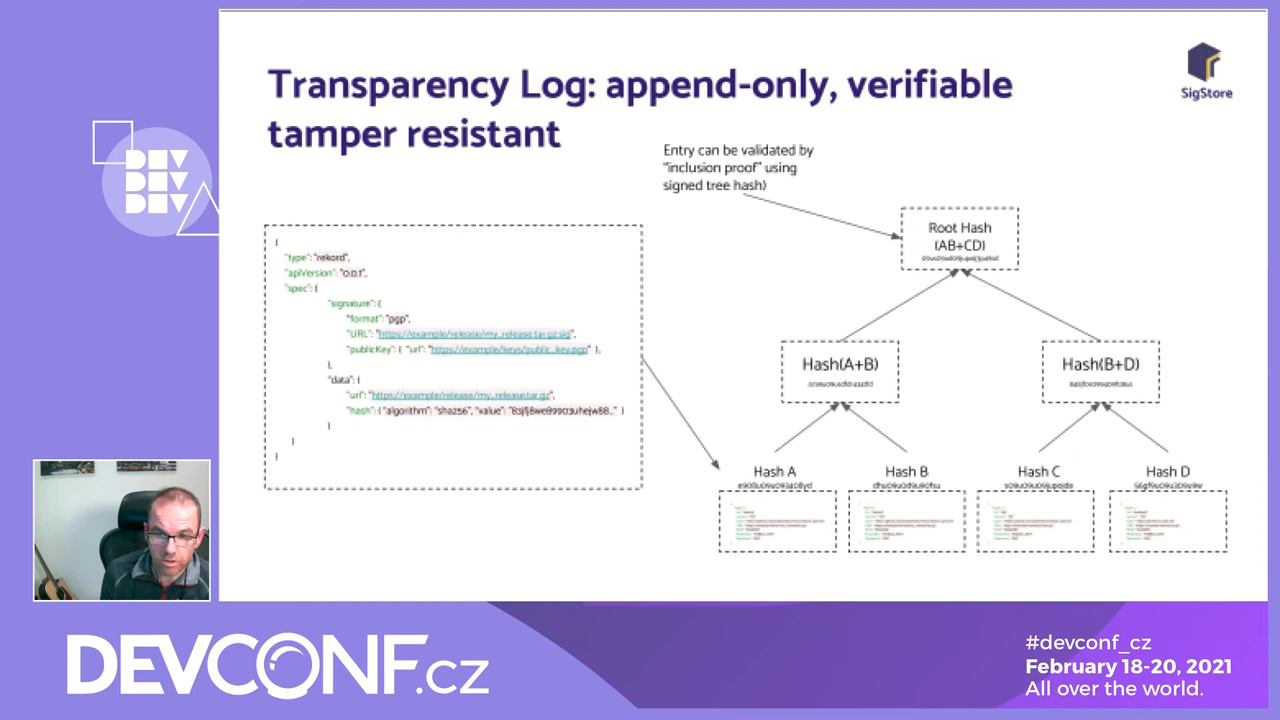 Transparency Log: append-only, verifiable
tamper resistant
SigStore
DEV
DEV
DEV
Entry can be validated by
“inclusion proof” using
signed tree hash)
Root Hash
(AB+CD)
{
"type": "rekord",
"apiVersion": "0.0.1",
"spec": {
"signature": {
"format": "pgp",
"URL": "https://example/release/my_release.tar.gz.sig",
"publicKey": { "url": "https://example/keys/public_key.pgp" },
},
"data": {
"url": "https://example/release/my_release.tar.gz",
"hash": { "algorithm": "sha256", "value": }
}
}
}
Hash(A+B)
Hash(B+D)
Hash A
Hash B
Hash C
Hash D
DEVCONF.cz
#devconf_cz
February 18-20, 2021
All over the world.